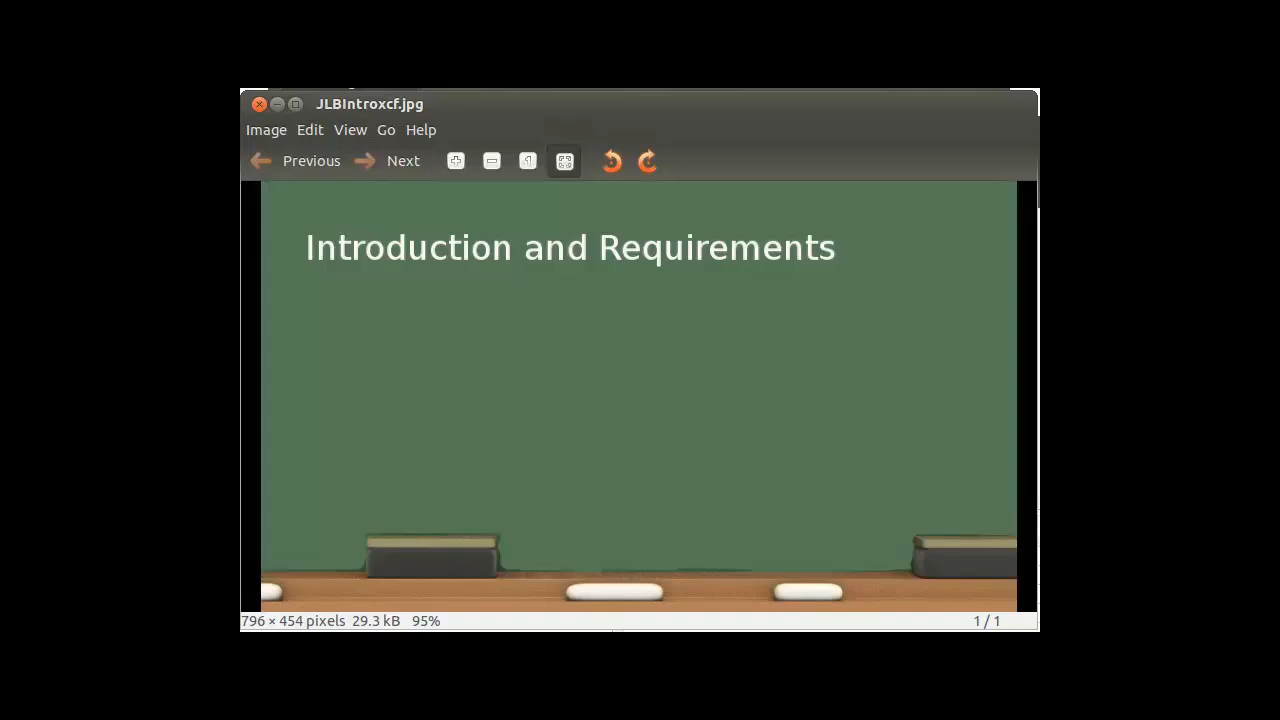 JLBIntroxcf.jpg
Image Edit View Go Help
Previous Next
Introduction and Requirements
796 × 454 pixels 29.3 kB 95%
1 / 1